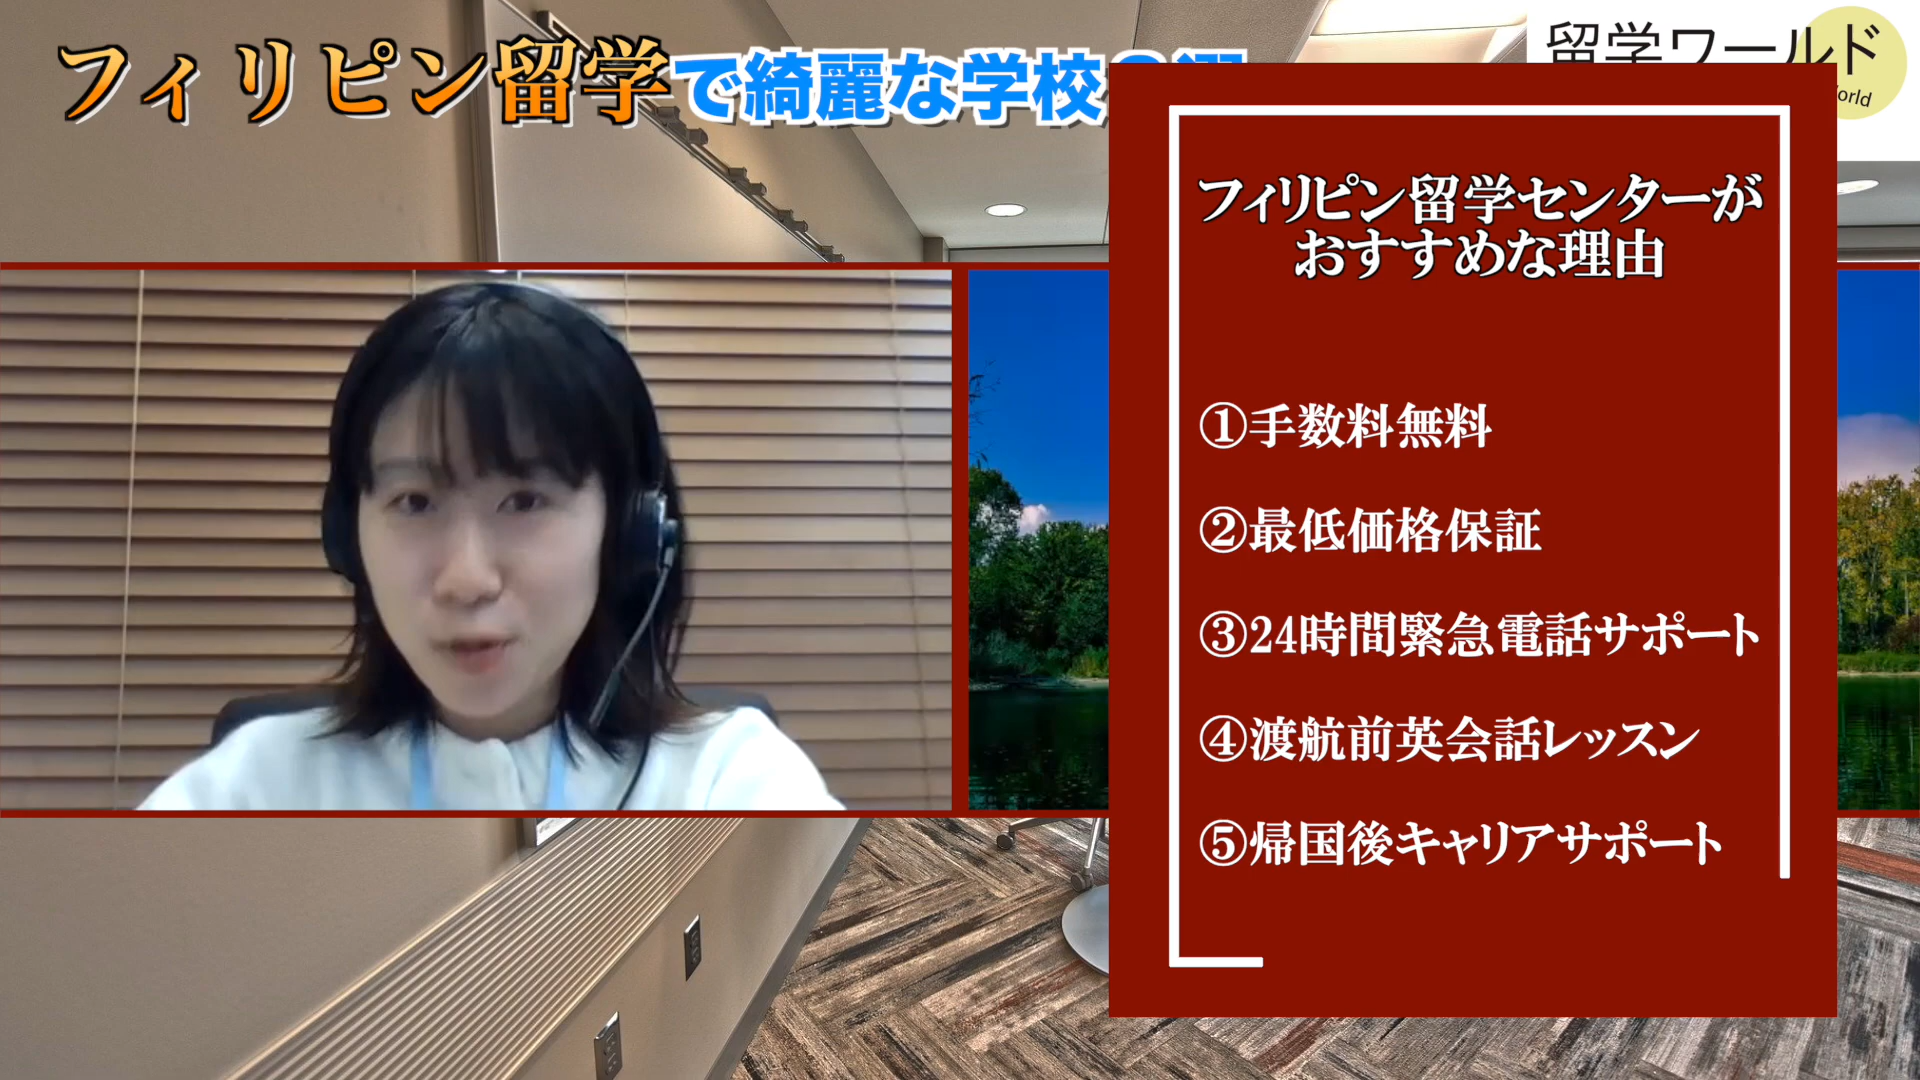 フィリピン留学で綺麗な学校
留学ワールド
フィリピン留学センターが
おすすめな理由
①手数料無料
②最低価格保証
③24時間緊急電話サポート
④渡航前英会話レッスン
⑤帰国後キャリアサポート